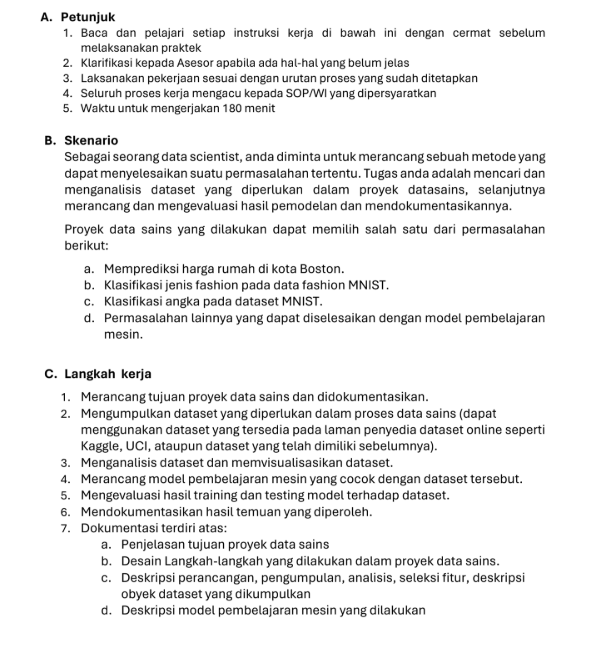 A. Petunjuk
1. Baca dan pelajari setiap instruksi kerja di bawah ini dengan cermat sebelum
melaksanakan praktek
2. Klarifikasi kepada Asesor apabila ada hal-hal yang belum jelas
3. Laksanakan pekerjaan sesuai dengan urutan proses yang sudah ditetapkan
4. Seluruh proses kerja mengacu kepada SOP/WI yang dipersyaratkan
5. Waktu untuk mengerjakan 180 menit
B. Skenario
Sebagai seorang data scientist, anda diminta untuk merancang sebuah metode yang
dapat menyelesaikan suatu permasalahan tertentu. Tugas anda adalah mencari dan
menganalisis dataset yang diperlukan dalam proyek datasains, selanjutnya
merancang dan mengevaluasi hasil pemodelan dan mendokumentasikannya.
Proyek data sains yang dilakukan dapat memilih salah satu dari permasalahan
berikut:
a. Memprediksi harga rumah di kota Boston.
b. Klasifikasi jenis fashion pada data fashion MNIST.
c. Klasifikasi angka pada dataset MNIST.
d. Permasalahan lainnya yang dapat diselesaikan dengan model pembelajaran
mesin.
C. Langkah kerja
1. Merancang tujuan proyek data sains dan didokumentasikan.
2. Mengumpulkan dataset yang diperlukan dalam proses data sains (dapat
menggunakan dataset yang tersedia pada laman penyedia dataset online seperti
Kaggle, UCI, ataupun dataset yang telah dimiliki sebelumnya).
3. Menganalisis dataset dan memvisualisasikan dataset.
4. Merancang model pembelajaran mesin yang cocok dengan dataset tersebut.
5. Mengevaluasi hasil training dan testing model terhadap dataset.
6. Mendokumentasikan hasil temuan yang diperoleh.
7. Dokumentasi terdiri atas:
a. Penjelasan tujuan proyek data sains
b. Desain Langkah-langkah yang dilakukan dalam proyek data sains.
c. Deskripsi perancangan, pengumpulan, analisis, seleksi fitur, deskripsi
obyek dataset yang dikumpulkan
d. Deskripsi model pembelajaran mesin yang dilakukan